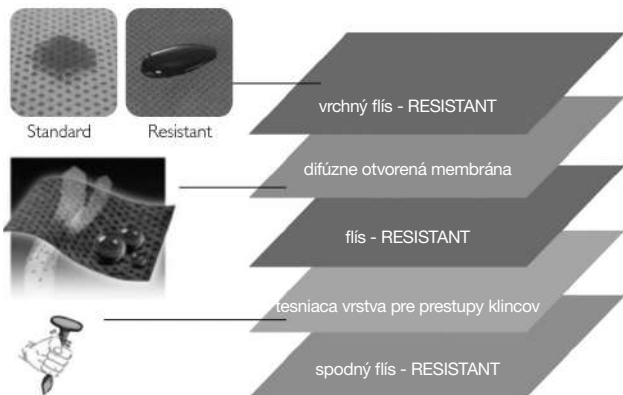 Standard
Resistant
vrchný flís - RESISTANT
difúzne otvorená membrána
flís - RESISTANT
tesniaca vrstva pre prestupy klincov
spodný flís - RESISTANT